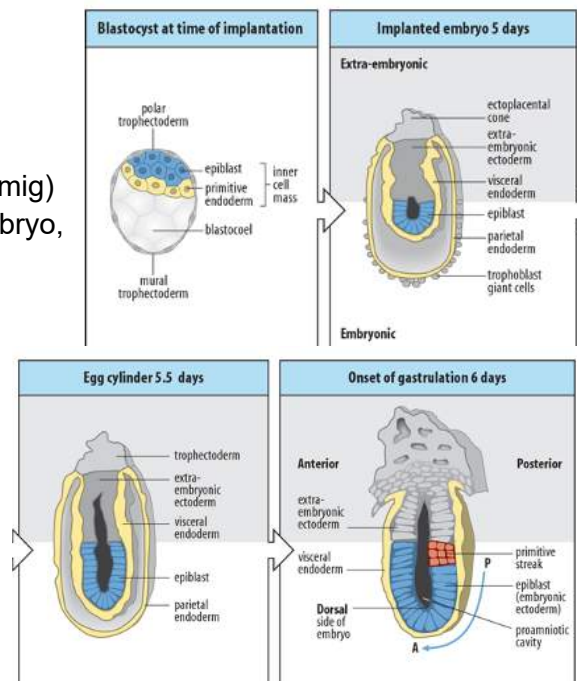 Blastocyst at time of implantation
polar
trophectoderm
epiblast
primitive
endoderm
inner
cell
mass
blastocoel
mural
trophectoderm
mig)
bryo,
Implanted embryo 5 days
Extra-embryonic
ectoplacental
cone
extra-
embryonic
ectoderm
visceral
endoderm
epiblast
parietal
endoderm
trophoblast
giant cells
Embryonic
Egg cylinder 5.5 days
trophectoderm
extra-
embryonic
ectoderm
visceral
endoderm
epiblast
parietal
endoderm
Onset of gastrulation 6 days
Anterior
Posterior
extra-
embryonic
ectoderm
visceral
endoderm
Dorsal
side of
embryo
primitive
streak
P
epiblast
(embryonic
ectoderm)
proamniotic
cavity
A